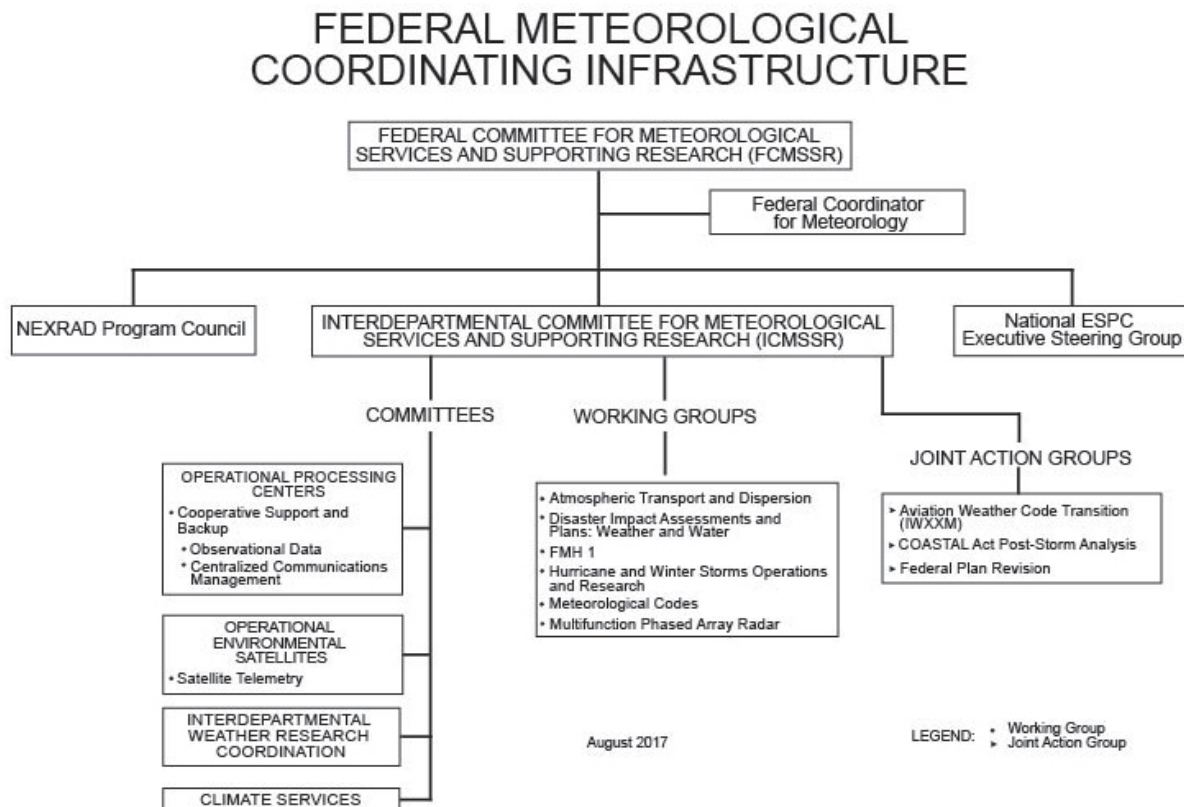 FEDERAL METEOROLOGICAL
COORDINATING INFRASTRUCTURE
FEDERAL COMMITTEE FOR METEOROLOGICAL
SERVICES AND SUPPORTING RESEARCH (FCMSSR)
Federal Coordinator
for Meteorology
NEXRAD Program Council
INTERDEPARTMENTAL COMMITTEE FOR METEOROLOGICAL
SERVICES AND SUPPORTING RESEARCH (ICMSSR)
National ESPC
Executive Steering Group
COMMITTEES
OPERATIONAL PROCESSING
CENTERS
• Cooperative Support and
Backup
• Observational Data
• Centralized Communications
Management
OPERATIONAL
ENVIRONMENTAL
SATELLITES
• Satellite Telemetry
INTERDEPARTMENTAL
WEATHER RESEARCH
COORDINATION
CLIMATE SERVICES
WORKING GROUPS
• Atmospheric Transport and Dispersion
• Disaster Impact Assessments and
Plans: Weather and Water
• FMH 1
• Hurricane and Winter Storms Operations
and Research
• Meteorological Codes
• Multifunction Phased Array Radar
JOINT ACTION GROUPS
▸ Aviation Weather Code Transition
(IWXXM)
▸ COASTAL Act Post-Storm Analysis
▸ Federal Plan Revision
August 2017
LEGEND: • Working Group
▸ Joint Action Group